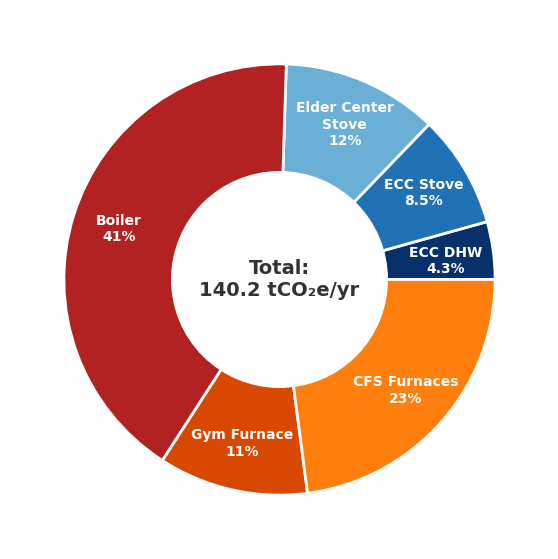 Elder Center
Stove
12%
ECC Stove
8.5%
Boiler
41%
ECC DHW
4.3%
Total:
140.2 tCO₂e/yr
CFS Furnaces
23%
Gym Furnace
11%